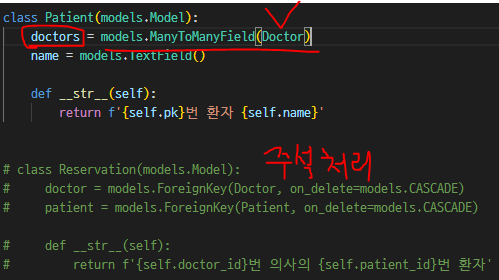 class Patient(models.Model):
    doctors = models.ManyToManyField(Doctor)
    name = models.TextField()
    def __str__(self):
        return f'{self.pk}번 환자 {self.name}'
주석처리
# class Reservation(models.Model):
#     doctor = models.ForeignKey(Doctor, on_delete=models.CASCADE)
#     patient = models.ForeignKey(Patient, on_delete=models.CASCADE)
#     def __str__(self):
#         return f'{self.doctor_id}번 의사의 {self.patient_id}번 환자'